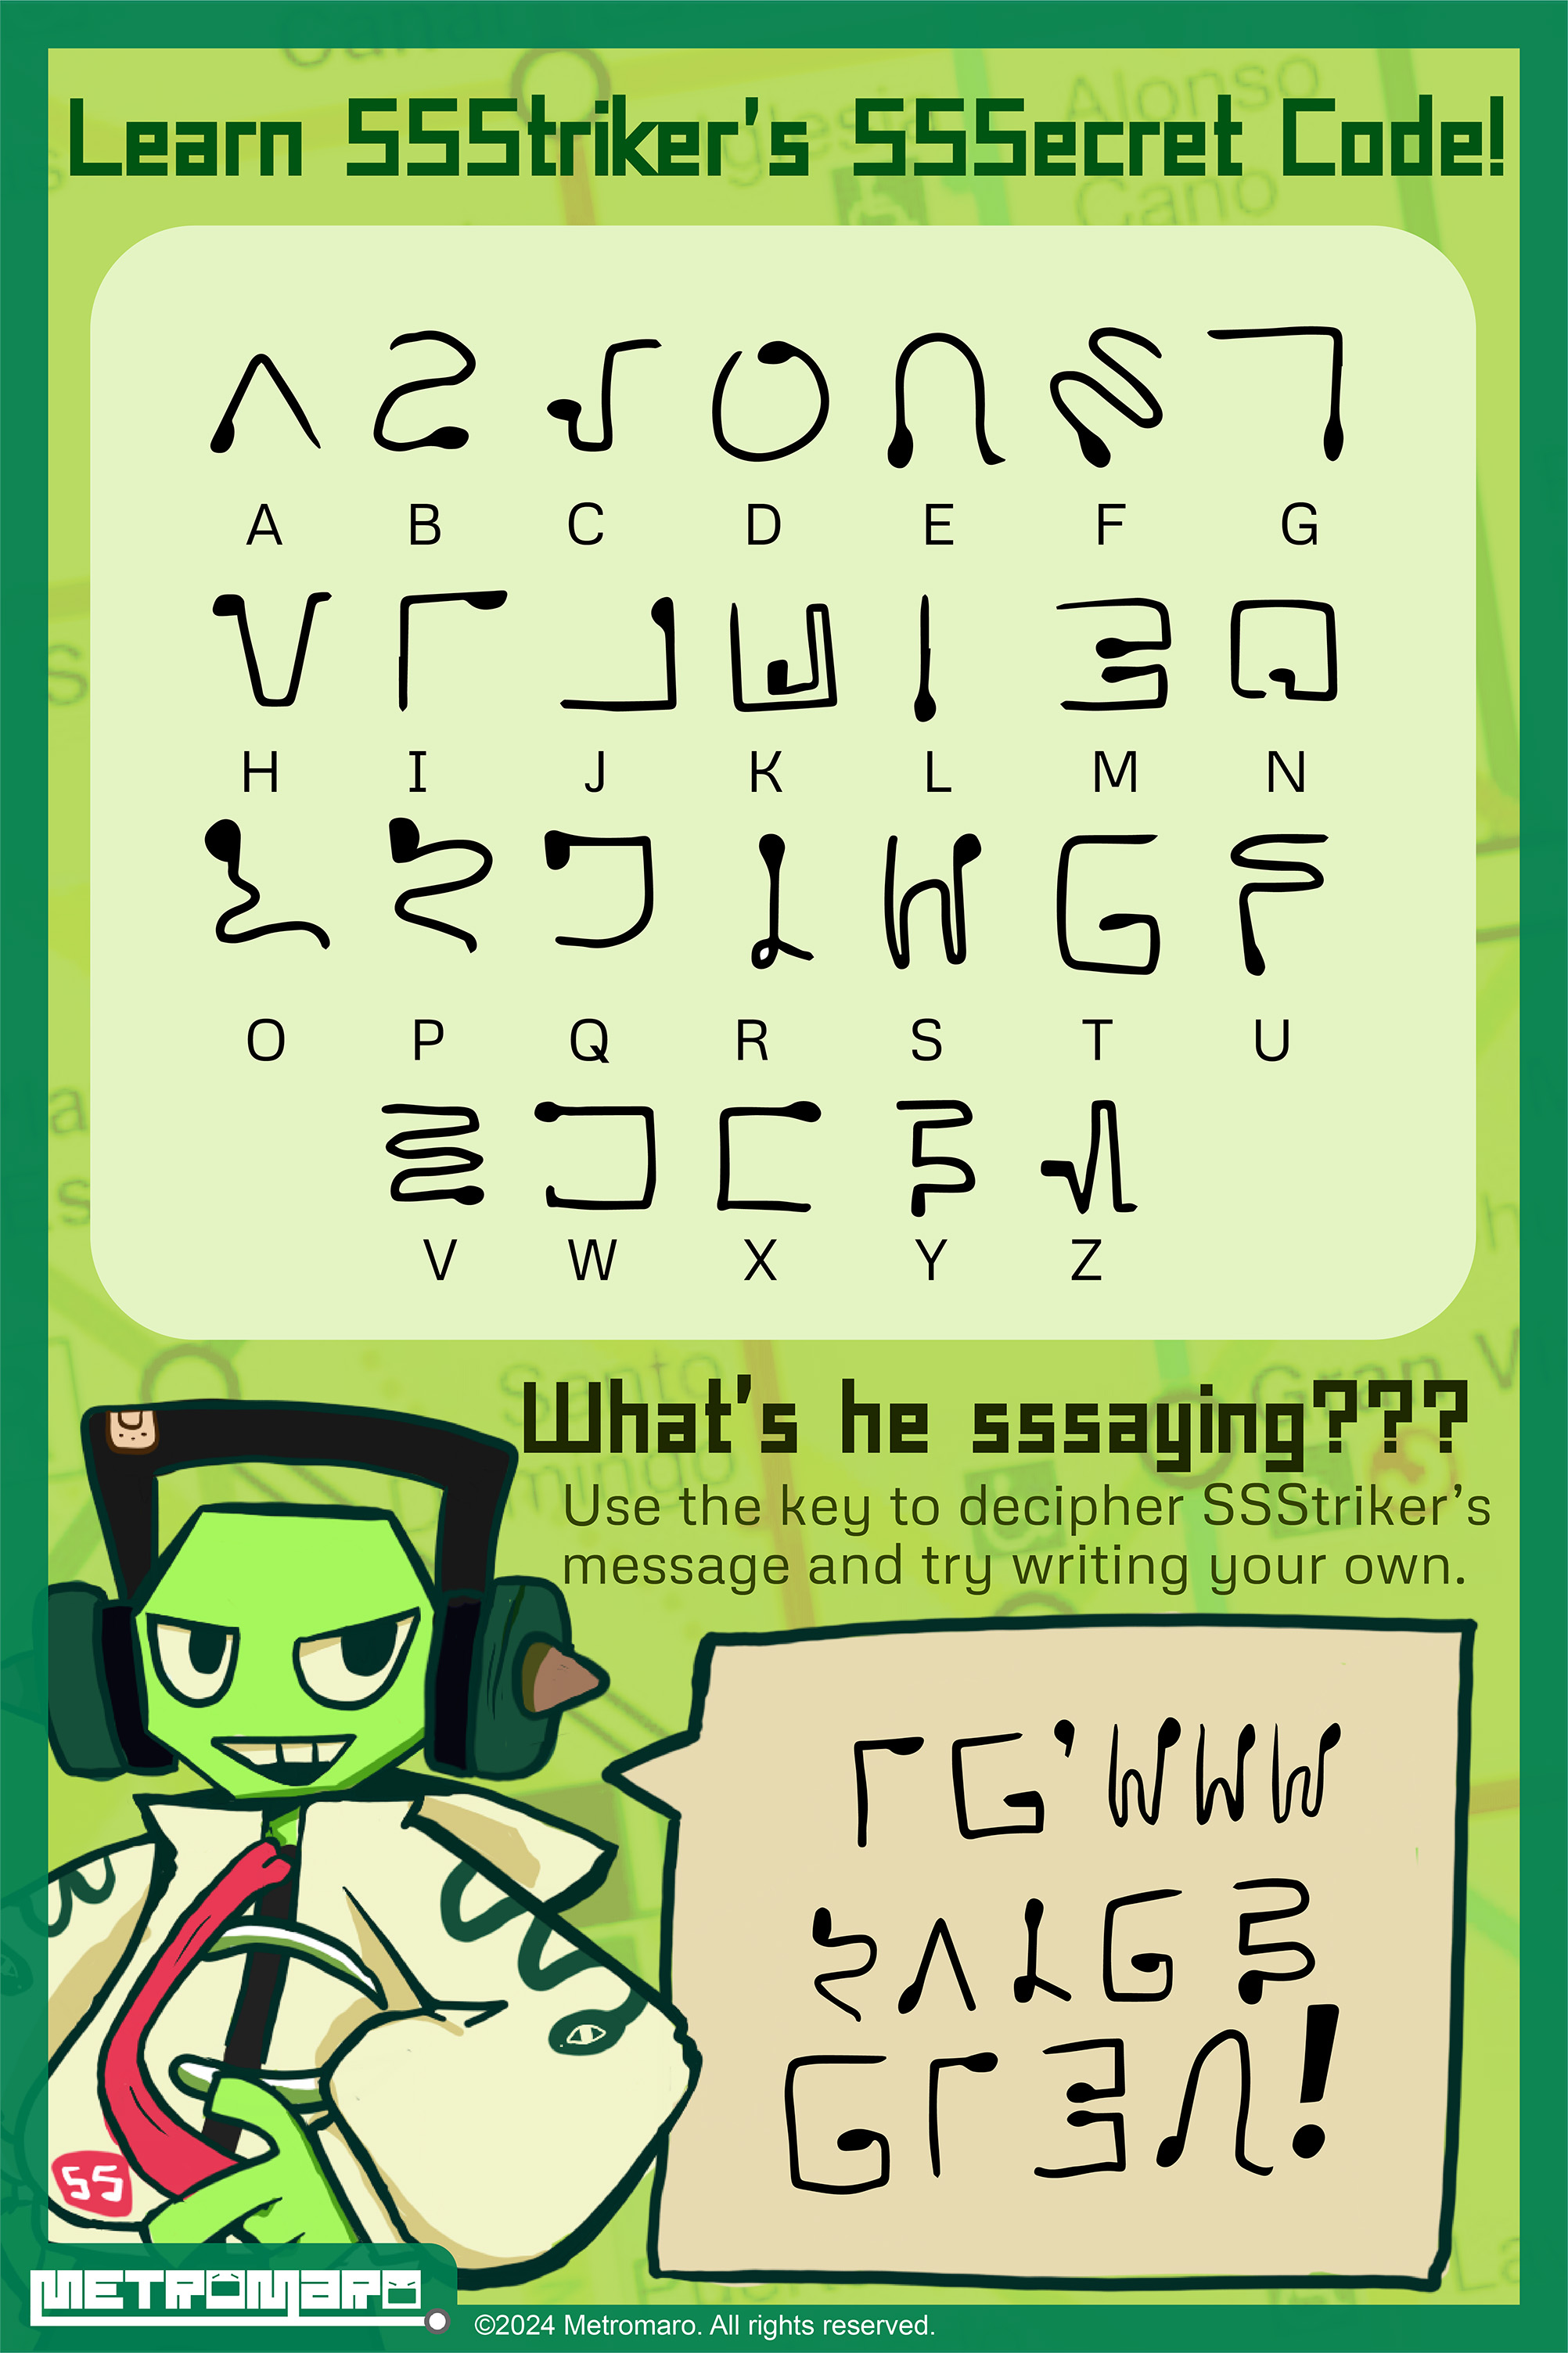 Learn SSStriker's SSSecret Code!
A B C D E F G
H I J K L M N
O P Q R S T U
V W X Y Z
What's he sssaying???
Use the key to decipher SSStriker's
message and try writing your own.
SS
METROMARO
©2024 Metromaro. All rights reserved.